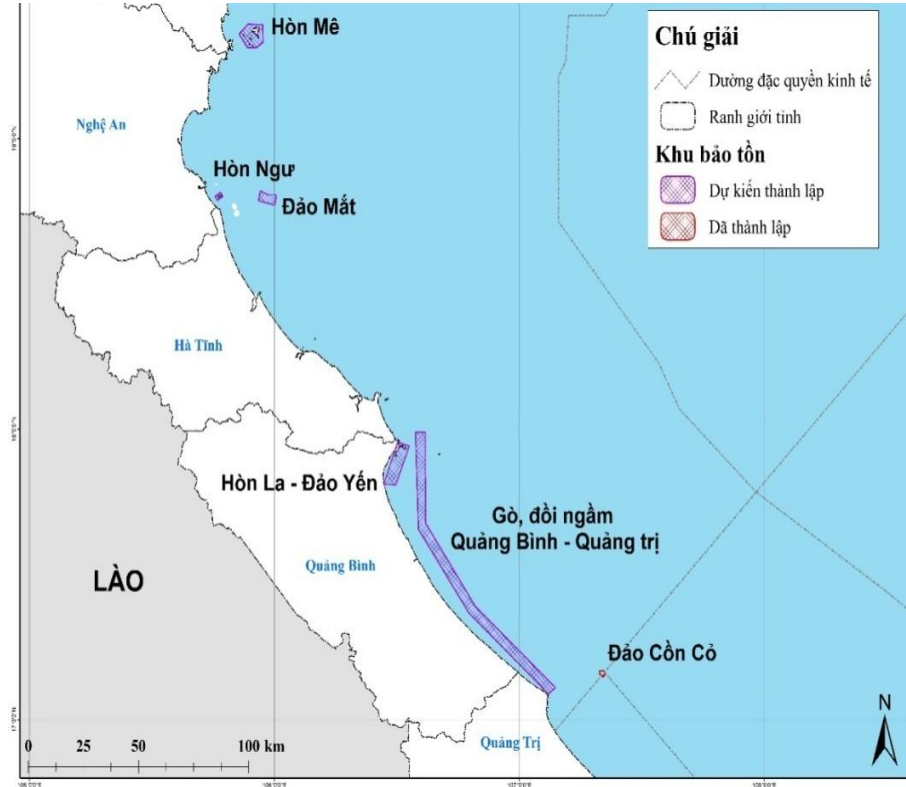 Hòn Mê
Chú giải
Dường đặc quyền kinh tế
Ranh giới tỉnh
Khu bảo tồn
Dự kiến thành lập
Dã thành lập
Nghệ An
Hòn Ngư
Đảo Mắt
Hà Tĩnh
Hòn La - Đảo Yến
Gò, đồi ngầm
Quảng Bình - Quảng trị
Quảng Bình
LÀO
Đảo Cồn Cỏ
N
0 25 50 100 km
Quảng Trị